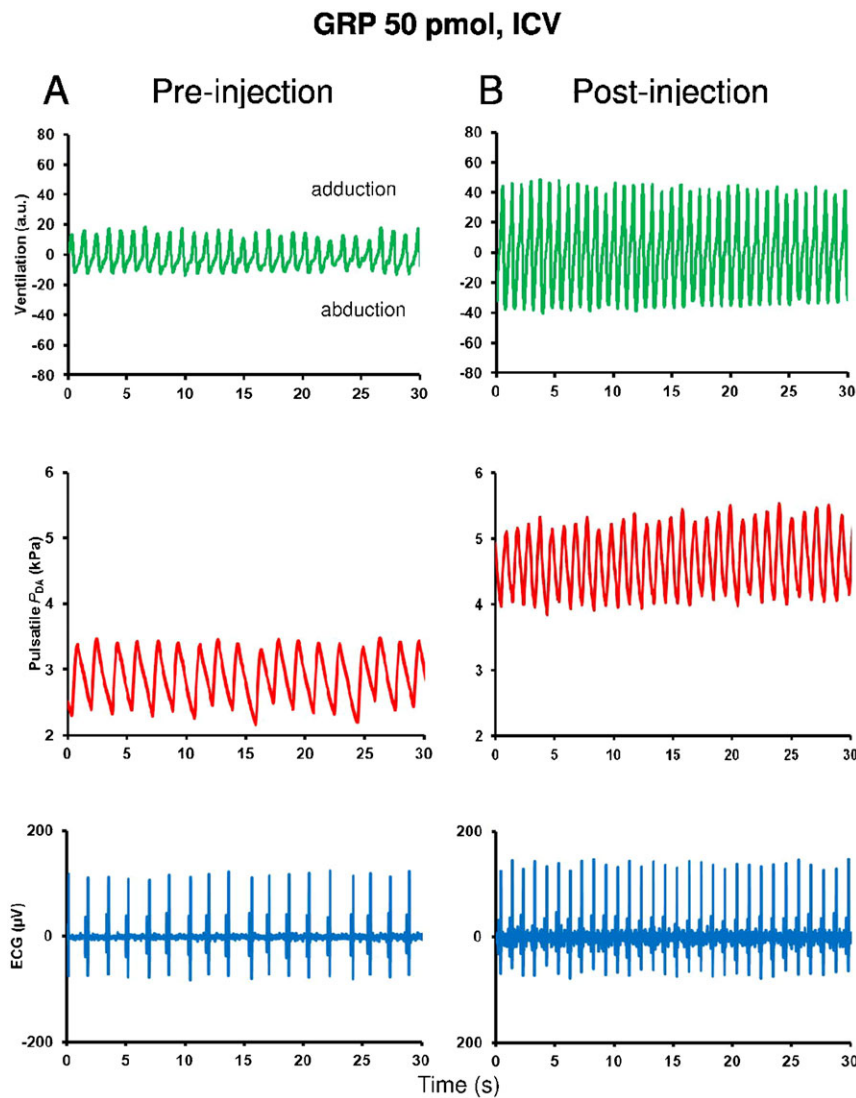 GRP 50 pmol, ICV
A Pre-injection
B Post-injection
Ventilation (a.u.)
80
60
40
20
0
-20
-40
-60
-80
adduction
abduction
0 5 10 15 20 25 30
80
60
40
20
0
-20
-40
-60
-80
0 5 10 15 20 25 30
Pulsatile PDA (kPa)
6
5
4
3
2
0 5 10 15 20 25 30
6
5
4
3
2
0 5 10 15 20 25 30
ECG (µV)
200
0
-200
0 5 10 15 20 25 30
200
0
200
0 5 10 15 20 25 30
Time (s)